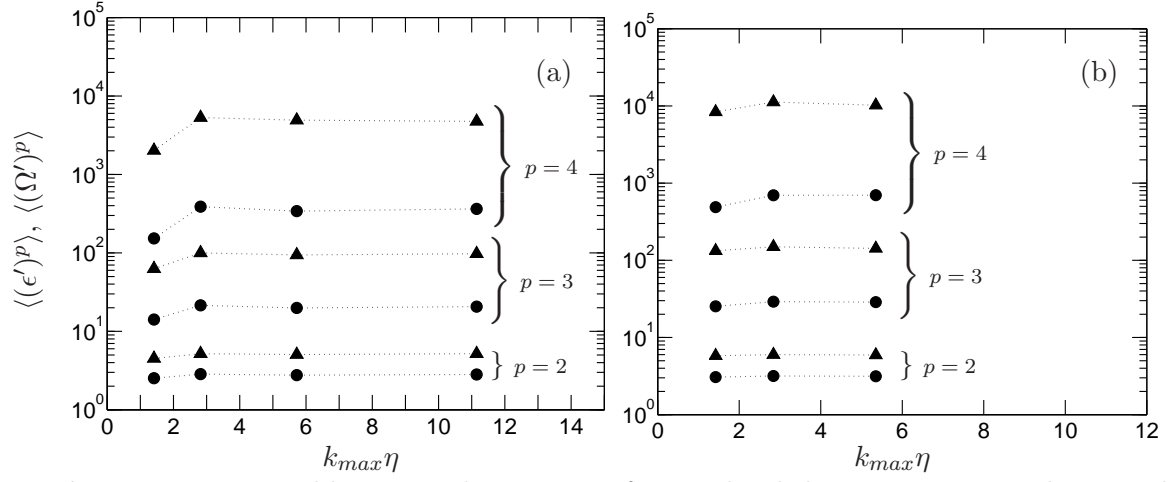 10^5
10^4
10^3
10^2
10^1
10^0
⟨(ϵ′)^p⟩, ⟨(Ω′)^p⟩
(a)
p = 4
p = 3
p = 2
0 2 4 6 8 10 12 14
k_{max}η
10^5
10^4
10^3
10^2
10^1
10^0
(b)
p = 4
p = 3
p = 2
0 2 4 6 8 10 12
k_{max}η